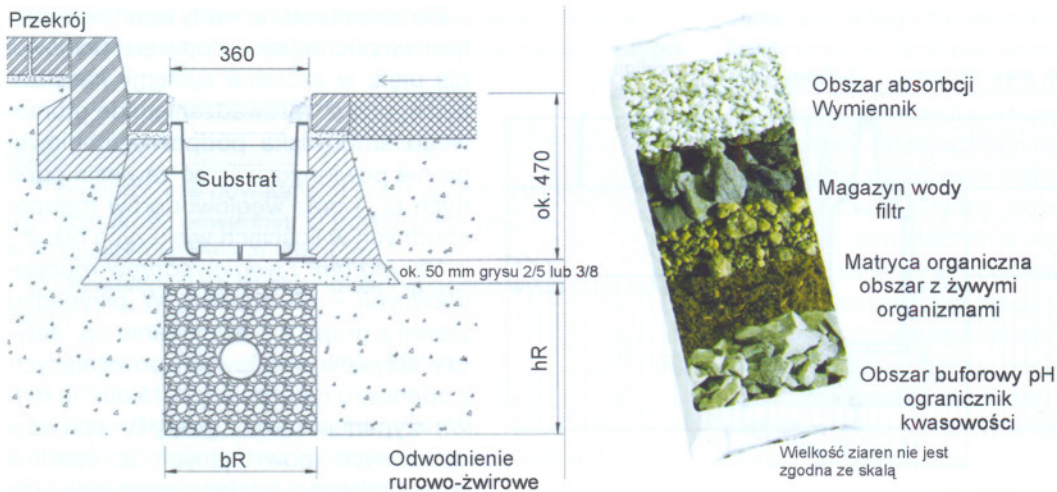 Przekrój
360
Substrat
ok. 470
ok. 50 mm grysu 2/5 lub 3/8
hR
bR
Odwodnienie
rurowo-żwirowe
Obszar absorbcji
Wymiennik
Magazyn wody
filtr
Matryca organiczna
obszar z żywymi
organizmami
Obszar buforowy pH
ogranicznik
kwasowości
Wielkość ziaren nie jest
zgodna ze skalą